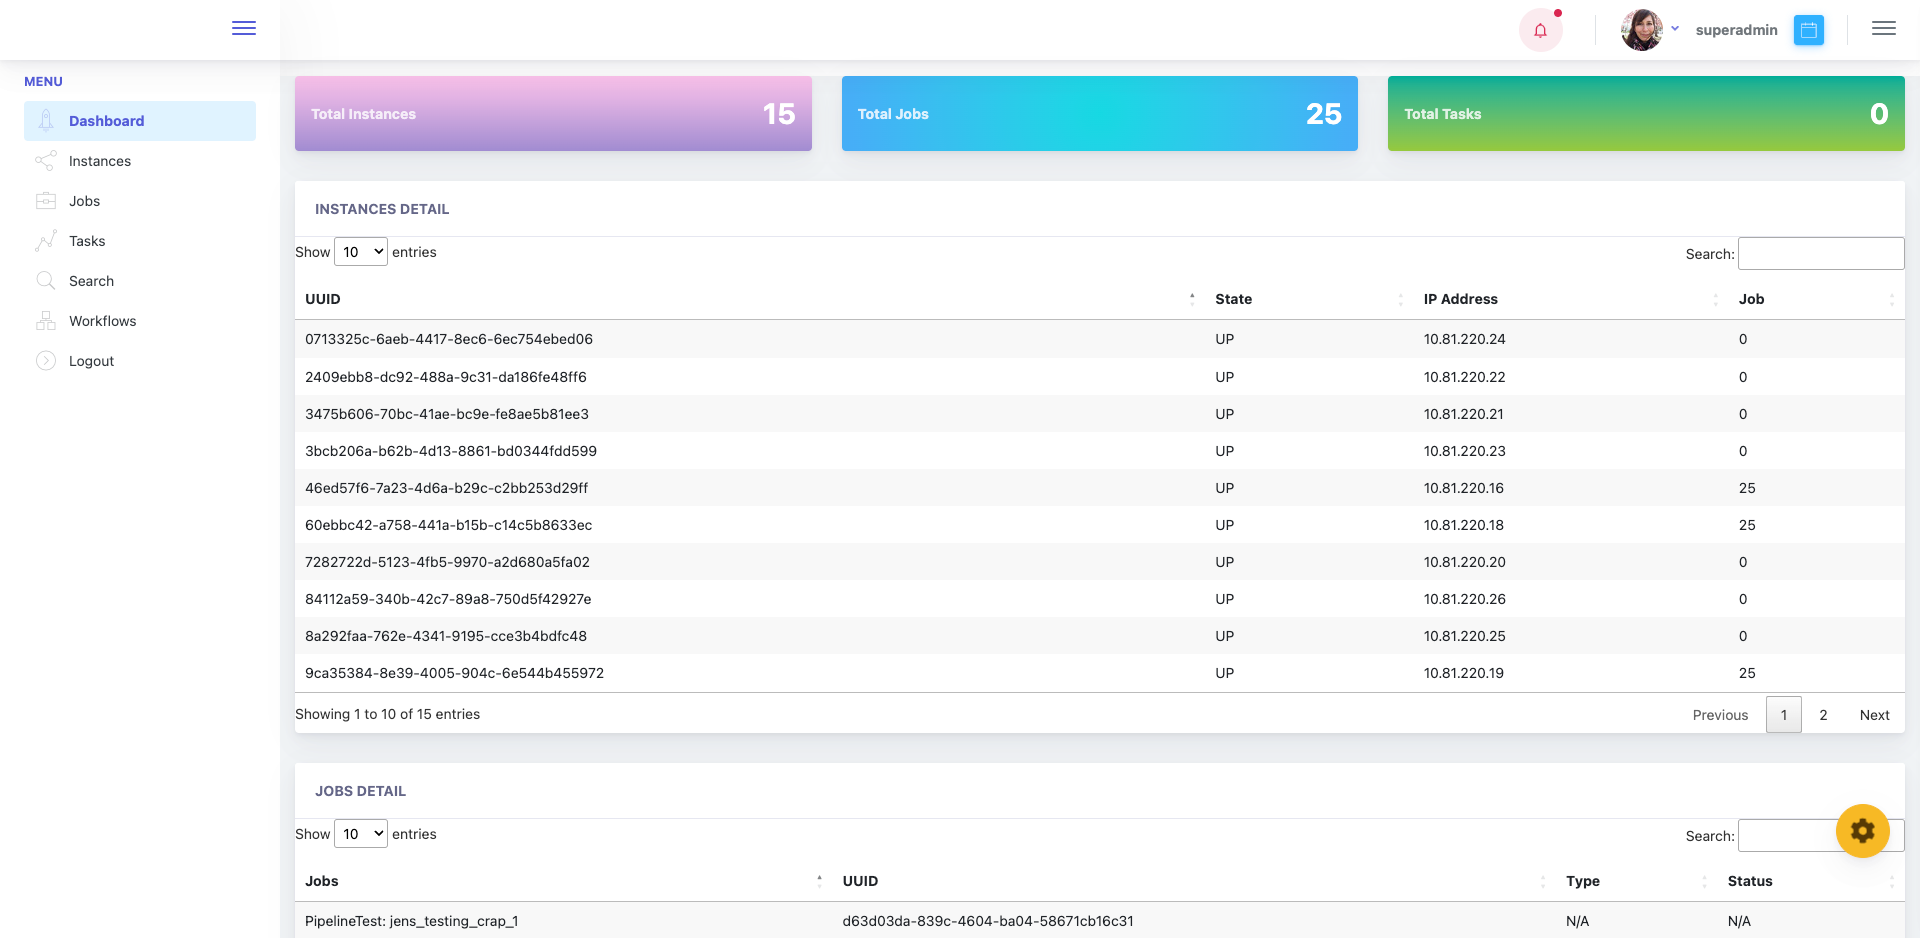 superadmin
MENU
Dashboard
Instances
Jobs
Tasks
Search
Workflows
Logout
Total Instances 15
Total Jobs 25
Total Tasks 0
INSTANCES DETAIL
Show 10 entries Search:
UUID State IP Address Job
0713325c-6aeb-4417-8ec6-6ec754ebed06 UP 10.81.220.24 0
2409ebb8-dc92-488a-9c31-da186fe48ff6 UP 10.81.220.22 0
3475b606-70bc-41ae-bc9e-fe8ae5b81ee3 UP 10.81.220.21 0
3bcb206a-b62b-4d13-8861-bd0344fdd599 UP 10.81.220.23 0
46ed57f6-7a23-4d6a-b29c-c2bb253d29ff UP 10.81.220.16 25
60ebbc42-a758-441a-b15b-c14c5b8633ec UP 10.81.220.18 25
7282722d-5123-4fb5-9970-a2d680a5fa02 UP 10.81.220.20 0
84112a59-340b-42c7-89a8-750d5f42927e UP 10.81.220.26 0
8a292faa-762e-4341-9195-cce3b4bdfc48 UP 10.81.220.25 0
9ca35384-8e39-4005-904c-6e544b455972 UP 10.81.220.19 25
Showing 1 to 10 of 15 entries Previous 1 2 Next
JOBS DETAIL
Show 10 entries Search:
Jobs UUID Type Status
PipelineTest: jens_testing_crap_1 d63d03da-839c-4604-ba04-58671cb16c31 N/A N/A